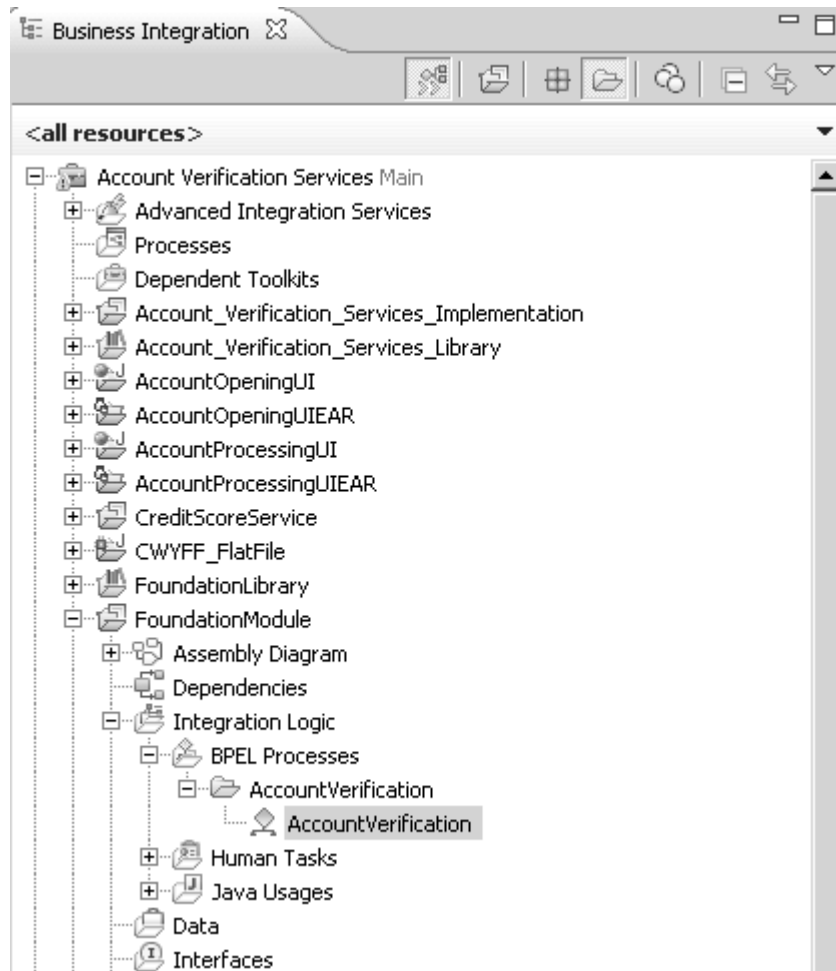 Business Integration
<all resources>
Account Verification Services Main
Advanced Integration Services
Processes
Dependent Toolkits
Account_Verification_Services_Implementation
Account_Verification_Services_Library
AccountOpeningUI
AccountOpeningUIEAR
AccountProcessingUI
AccountProcessingUIEAR
CreditScoreService
CWYFF_FlatFile
FoundationLibrary
FoundationModule
Assembly Diagram
Dependencies
Integration Logic
BPEL Processes
AccountVerification
AccountVerification
Human Tasks
Java Usages
Data
Interfaces